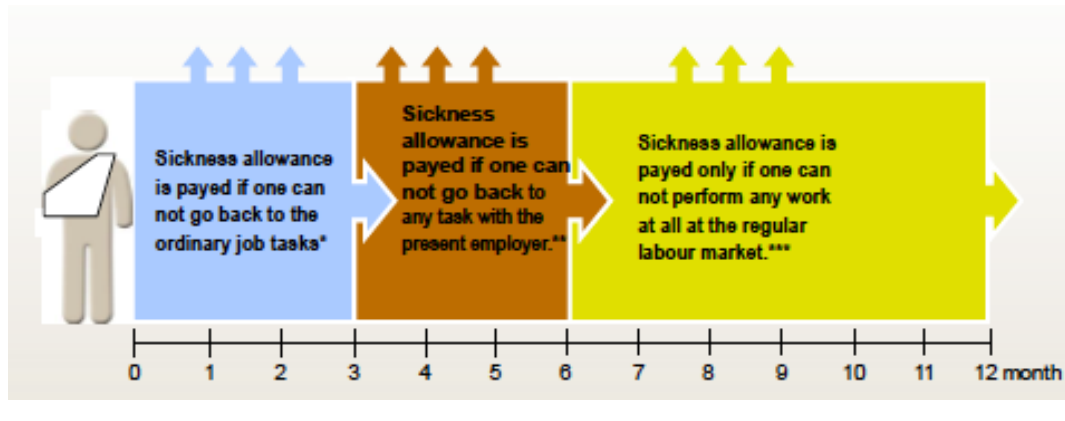 Sickness allowance
is payed if one can
not go back to the
ordinary job tasks*
Sickness
allowance is
payed if one can
not go back to
any task with the
present employer.**
Sickness allowance is
payed only if one can
not perform any work
at all at the regular
labour market.***
0 1 2 3 4 5 6 7 8 9 10 11 12 month